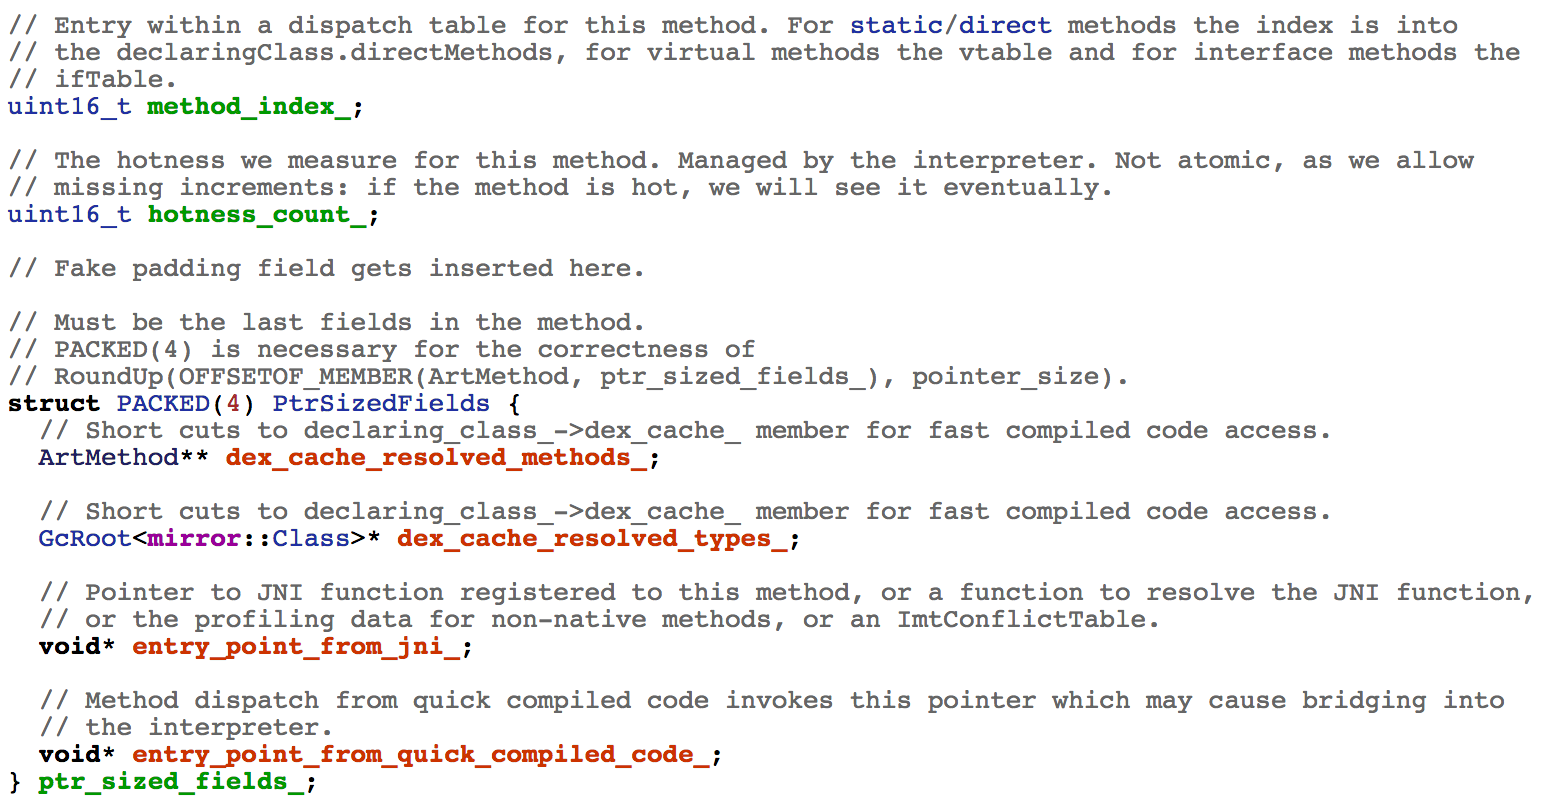 // Entry within a dispatch table for this method. For static/direct methods the index is into
// the declaringClass.directMethods, for virtual methods the vtable and for interface methods the
// ifTable.
uint16_t method_index_;
// The hotness we measure for this method. Managed by the interpreter. Not atomic, as we allow
// missing increments: if the method is hot, we will see it eventually.
uint16_t hotness_count_;
// Fake padding field gets inserted here.
// Must be the last fields in the method.
// PACKED(4) is necessary for the correctness of
// RoundUp(OFFSETOF_MEMBER(ArtMethod, ptr_sized_fields_), pointer_size).
struct PACKED(4) PtrSizedFields {
// Short cuts to declaring_class_->dex_cache_ member for fast compiled code access.
ArtMethod** dex_cache_resolved_methods_;
// Short cuts to declaring_class_->dex_cache_ member for fast compiled code access.
GcRoot<mirror::Class>* dex_cache_resolved_types_;
// Pointer to JNI function registered to this method, or a function to resolve the JNI function,
// or the profiling data for non-native methods, or an ImtConflictTable.
void* entry_point_from_jni_;
// Method dispatch from quick compiled code invokes this pointer which may cause bridging into
// the interpreter.
void* entry_point_from_quick_compiled_code_;
} ptr_sized_fields_;